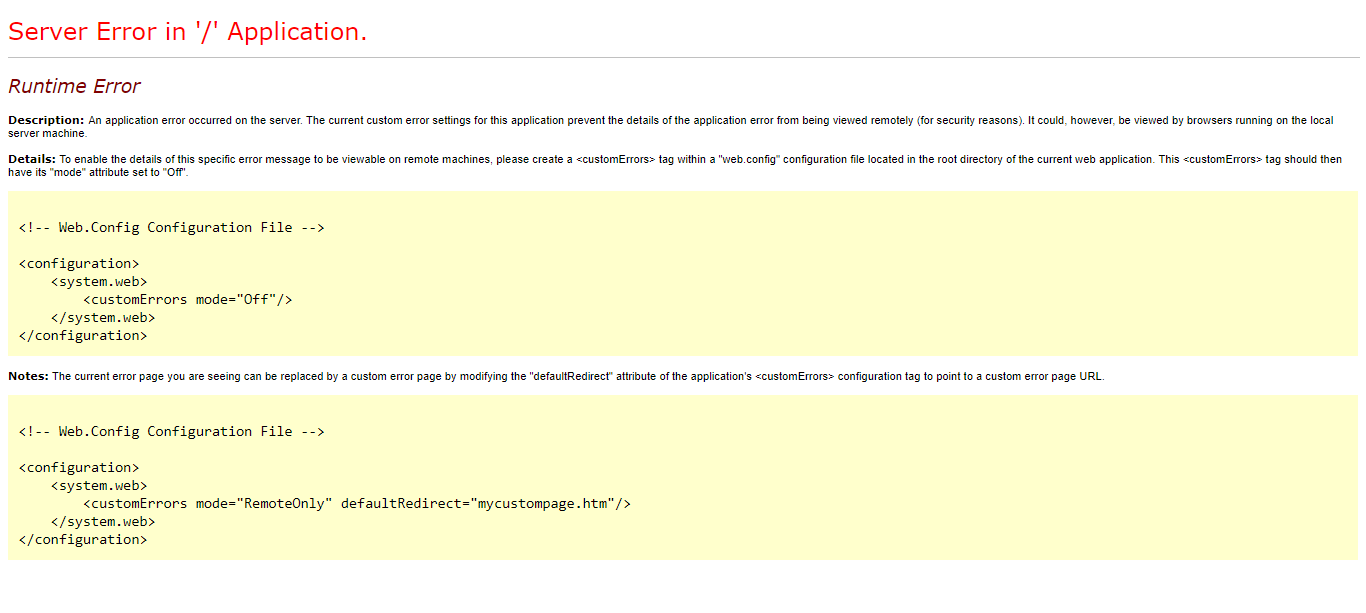 Server Error in '/' Application.
Runtime Error
Description: An application error occurred on the server. The current custom error settings for this application prevent the details of the application error from being viewed remotely (for security reasons). It could, however, be viewed by browsers running on the local
server machine.
Details: To enable the details of this specific error message to be viewable on remote machines, please create a <customErrors> tag within a "web.config" configuration file located in the root directory of the current web application. This <customErrors> tag should then
have its "mode" attribute set to "Off".
<!-- Web.Config Configuration File -->
<configuration>
    <system.web>
        <customErrors mode="Off"/>
    </system.web>
</configuration>
Notes: The current error page you are seeing can be replaced by a custom error page by modifying the "defaultRedirect" attribute of the application's <customErrors> configuration tag to point to a custom error page URL.
<!-- Web.Config Configuration File -->
<configuration>
    <system.web>
        <customErrors mode="RemoteOnly" defaultRedirect="mycustompage.htm"/>
    </system.web>
</configuration>